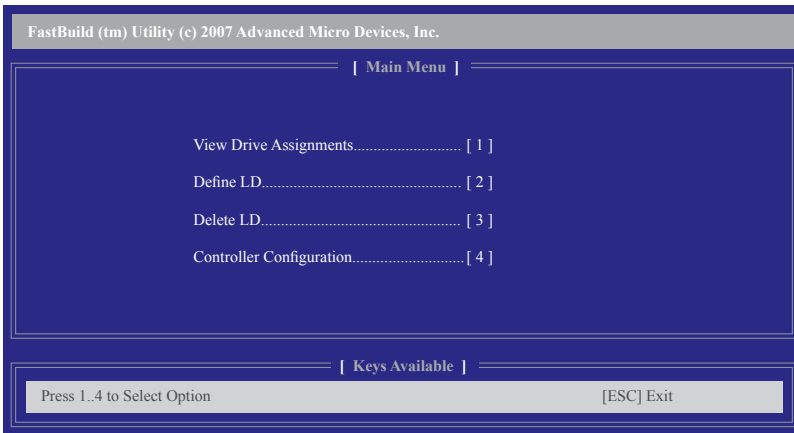 FastBuild (tm) Utility (c) 2007 Advanced Micro Devices, Inc.
[ Main Menu ]
View Drive Assignments.......................... [ 1 ]
Define LD................................................ [ 2 ]
Delete LD................................................ [ 3 ]
Controller Configuration...........................[ 4 ]
[ Keys Available ]
Press 1..4 to Select Option [ESC] Exit